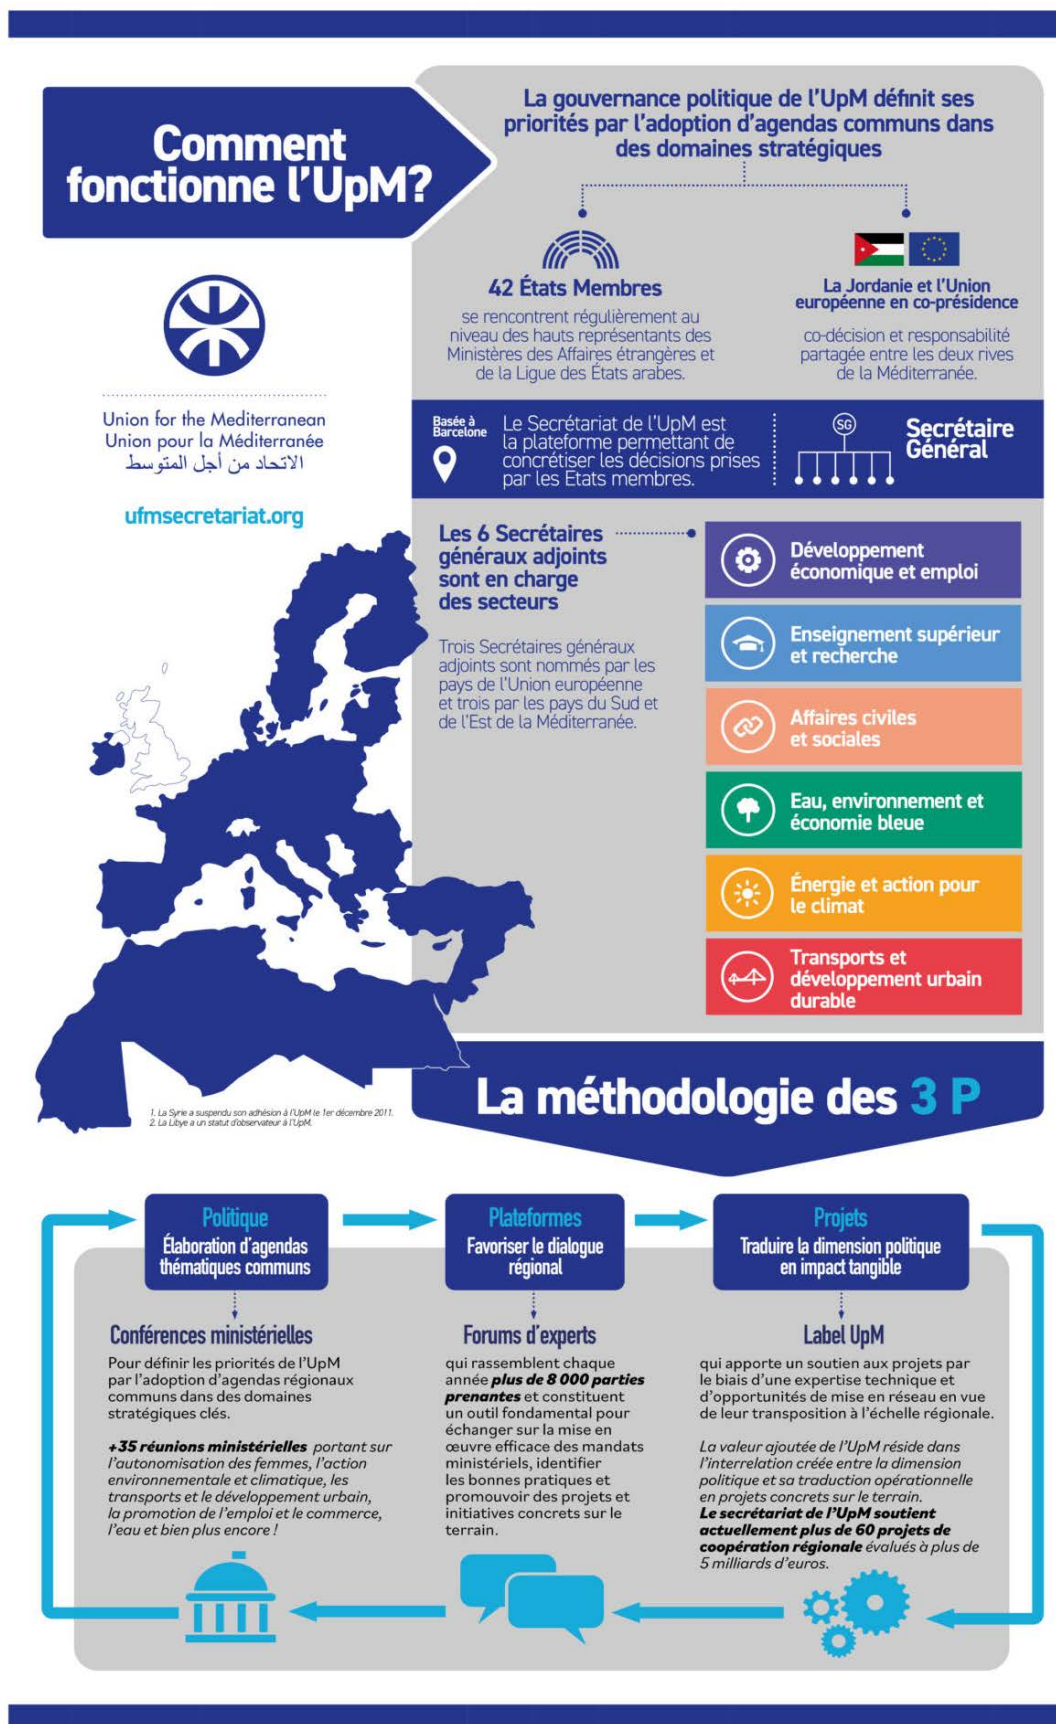 Comment
fonctionne l'UpM?
La gouvernance politique de l'UpM définit ses
priorités par l'adoption d'agendas communs dans
des domaines stratégiques
42 États Membres
se rencontrent régulièrement au
niveau des hauts représentants des
Ministères des Affaires étrangères et
de la Ligue des États arabes.
La Jordanie et l'Union
européenne en co-présidence
co-décision et responsabilité
partagée entre les deux rives
de la Méditerranée.
Union for the Mediterranean
Union pour la Méditerranée
الاتحاد من أجل المتوسط
ufmsecretariat.org
Basée à
Barcelone
Le Secrétariat de l'UpM est
la plateforme permettant de
concrétiser les décisions prises
par les Etats membres.
SG
Secrétaire
Général
Les 6 Secrétaires
généraux adjoints
sont en charge
des secteurs
Trois Secrétaires généraux
adjoints sont nommés par les
pays de l'Union européenne
et trois par les pays du Sud et
de l'Est de la Méditerranée.
Développement
économique et emploi
Enseignement supérieur
et recherche
Affaires civiles
et sociales
Eau, environnement et
économie bleue
Énergie et action pour
le climat
Transports et
développement urbain
durable
1. La Syrie a suspendu son adhésion à l'UpM le 1er décembre 2011.
2. La Libye a un statut d'observateur à l'UpM.
La méthodologie des 3 P
Politique
Élaboration d'agendas
thématiques communs
Conférences ministérielles
Pour définir les priorités de l'UpM
par l'adoption d'agendas régionaux
communs dans des domaines
stratégiques clés.
+35 réunions ministérielles portant sur
l'autonomisation des femmes, l'action
environnementale et climatique, les
transports et le développement urbain,
la promotion de l'emploi et le commerce,
l'eau et bien plus encore !
Plateformes
Favoriser le dialogue
régional
Forums d'experts
qui rassemblent chaque
année plus de 8 000 parties
prenantes et constituent
un outil fondamental pour
échanger sur la mise en
œuvre efficace des mandats
ministériels, identifier
les bonnes pratiques et
promouvoir des projets et
initiatives concrets sur le
terrain.
Projets
Traduire la dimension politique
en impact tangible
Label UpM
qui apporte un soutien aux projets par
le biais d'une expertise technique et
d'opportunités de mise en réseau en vue
de leur transposition à l'échelle régionale.
La valeur ajoutée de l'UpM réside dans
l'interrelation créée entre la dimension
politique et sa traduction opérationnelle
en projets concrets sur le terrain.
Le secrétariat de l'UpM soutient
actuellement plus de 60 projets de
coopération régionale évalués à plus de
5 milliards d'euros.